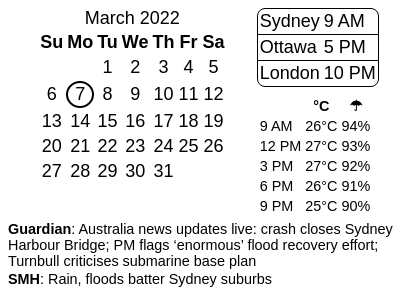 March 2022
Su Mo Tu We Th Fr Sa
1 2 3 4 5
6 7 8 9 10 11 12
13 14 15 16 17 18 19
20 21 22 23 24 25 26
27 28 29 30 31
Sydney 9 AM
Ottawa 5 PM
London 10 PM
°C ☂
9 AM 26°C 94%
12 PM 27°C 93%
3 PM 27°C 92%
6 PM 26°C 91%
9 PM 25°C 90%
Guardian: Australia news updates live: crash closes Sydney
Harbour Bridge; PM flags ‘enormous’ flood recovery effort;
Turnbull criticises submarine base plan
SMH: Rain, floods batter Sydney suburbs